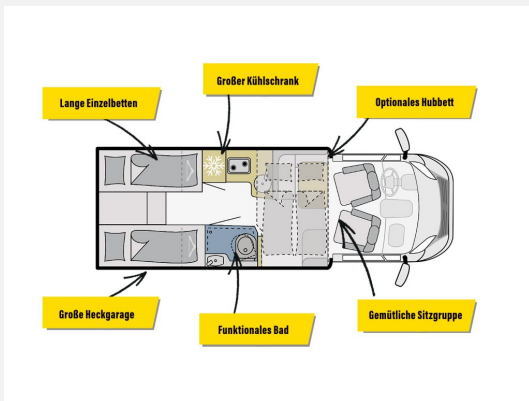 Großer Kühlschrank
Lange Einzelbetten
Optionales Hubbett
Große Heckgarage
Funktionales Bad
Gemütliche Sitzgruppe